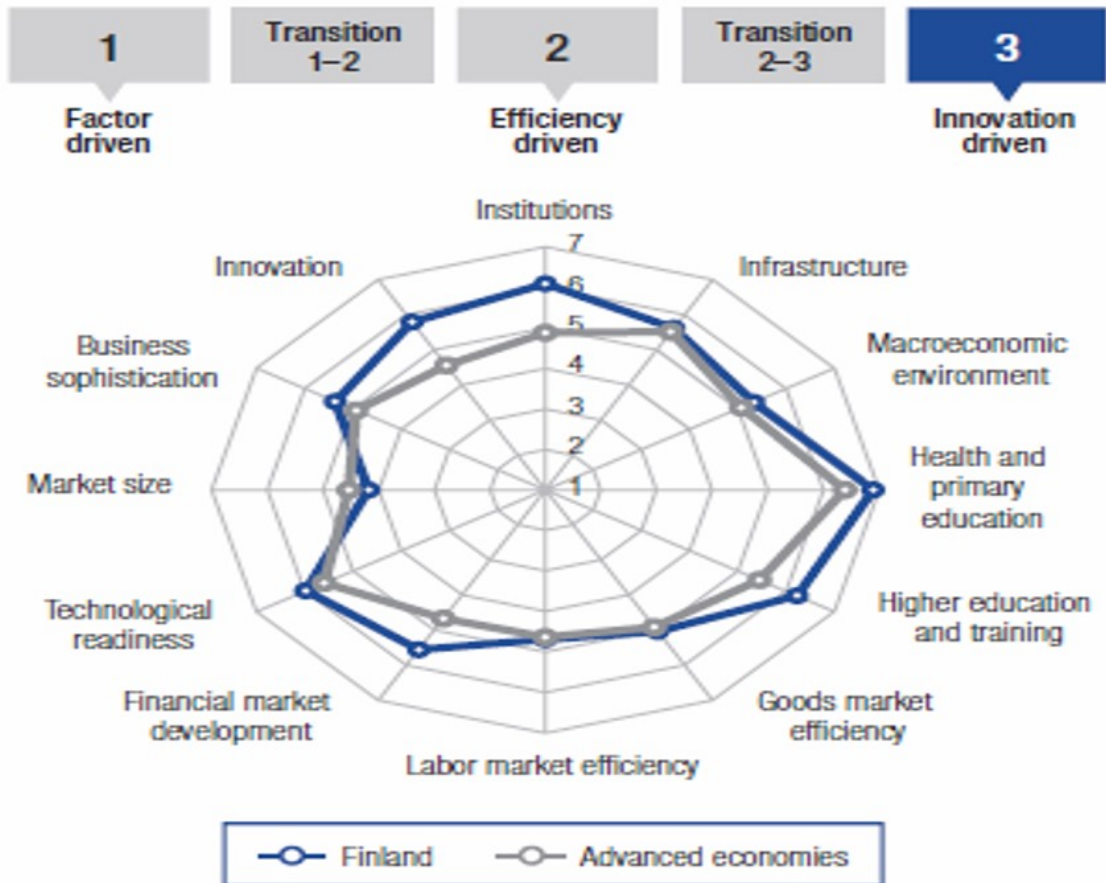 1
Transition
1–2
2
Transition
2–3
3
Factor
driven
Efficiency
driven
Innovation
driven
Institutions
7
6
5
4
3
2
1
Infrastructure
Macroeconomic
environment
Health and
primary
education
Higher education
and training
Goods market
efficiency
Labor market efficiency
Financial market
development
Technological
readiness
Market size
Business
sophistication
Innovation
Finland
Advanced economies